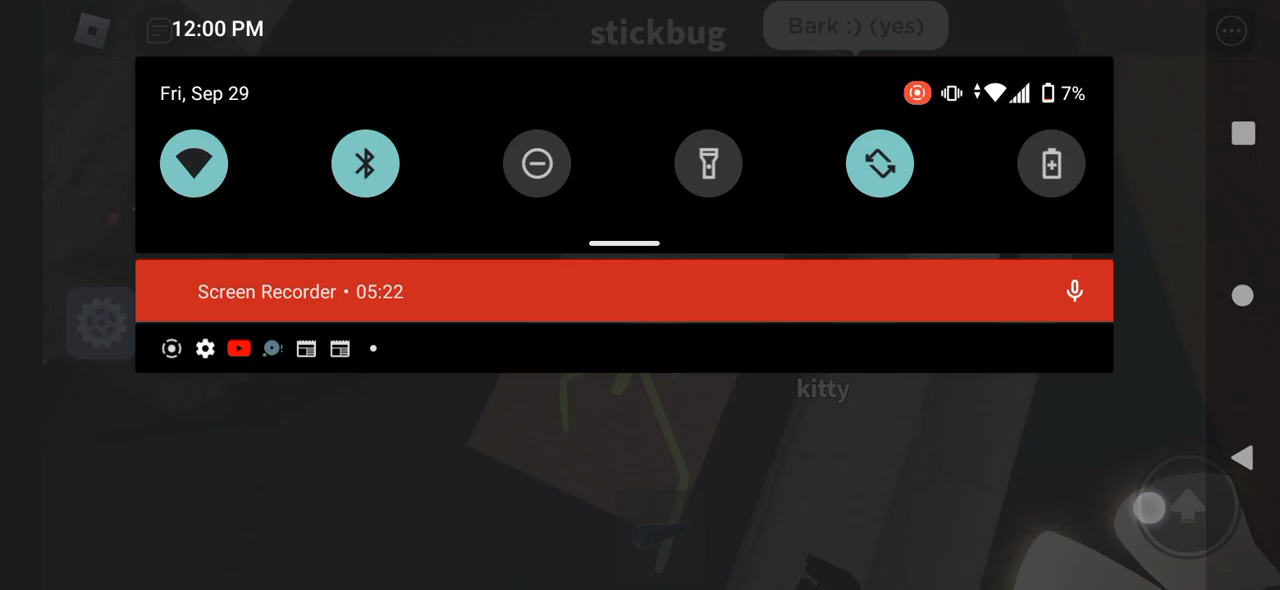 12:00 PM
stickbug
Bark :) (yes)
Fri, Sep 29
7%
Screen Recorder • 05:22
kitty